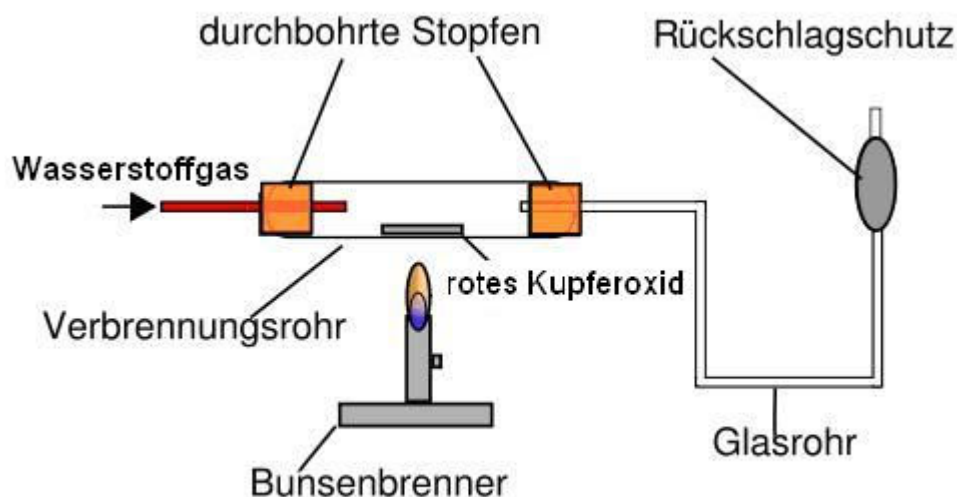 durchbohrte Stopfen
Rückschlagschutz
Wasserstoffgas
rotes Kupferoxid
Verbrennungsrohr
Glasrohr
Bunsenbrenner